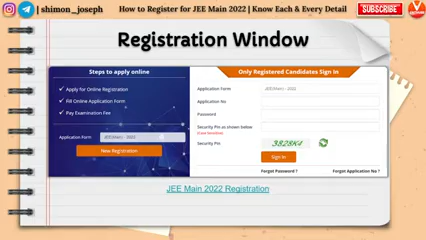 | shimon_joseph
How to Register for JEE Main 2022 | Know Each & Every Detail
SUBSCRIBE
Registration Window
Steps to apply online
Apply for Online Registration
Fill Online Application Form
Pay Examination Fee
Application Form
JEE(Main) - 2022
New Registration
Only Registered Candidates Sign In
Application Form
JEE(Main) - 2022
Application No
Password
Security Pin as shown below
(Case Sensitive)
Security Pin
Sign In
Forgot Password ?
Forgot Application No ?
JEE Main 2022 Registration